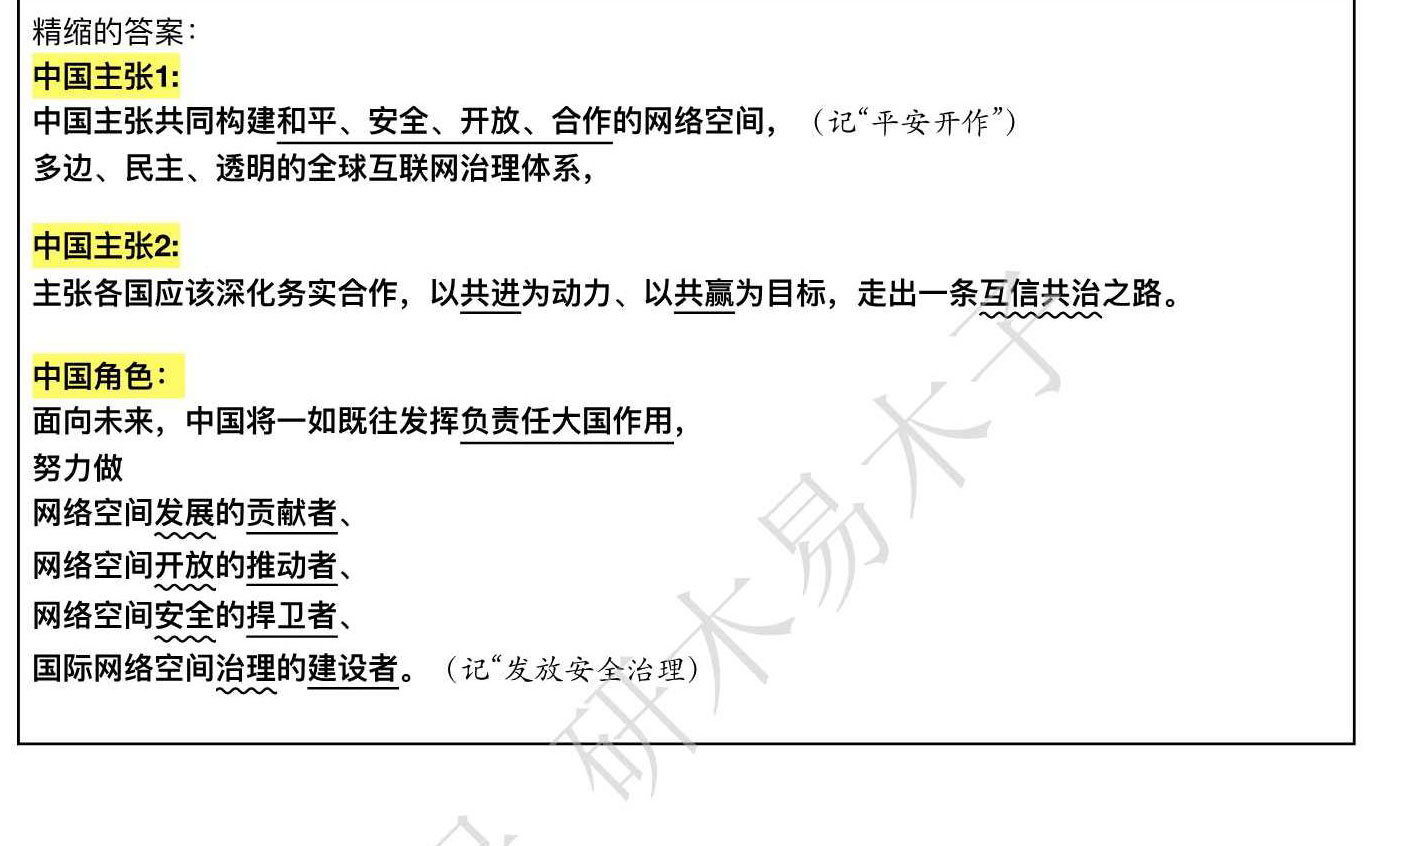 精缩的答案：
中国主张1:
中国主张共同构建和平、安全、开放、合作的网络空间，（记“平安开作”）
多边、民主、透明的全球互联网治理体系，
中国主张2:
主张各国应该深化务实合作，以共进为动力、以共赢为目标，走出一条互信共治之路。
中国角色：
面向未来，中国将一如既往发挥负责任大国作用，
努力做
网络空间发展的贡献者、
网络空间开放的推动者、
网络空间安全的捍卫者、
国际网络空间治理的建设者。（记“发放安全治理）
研木易木子